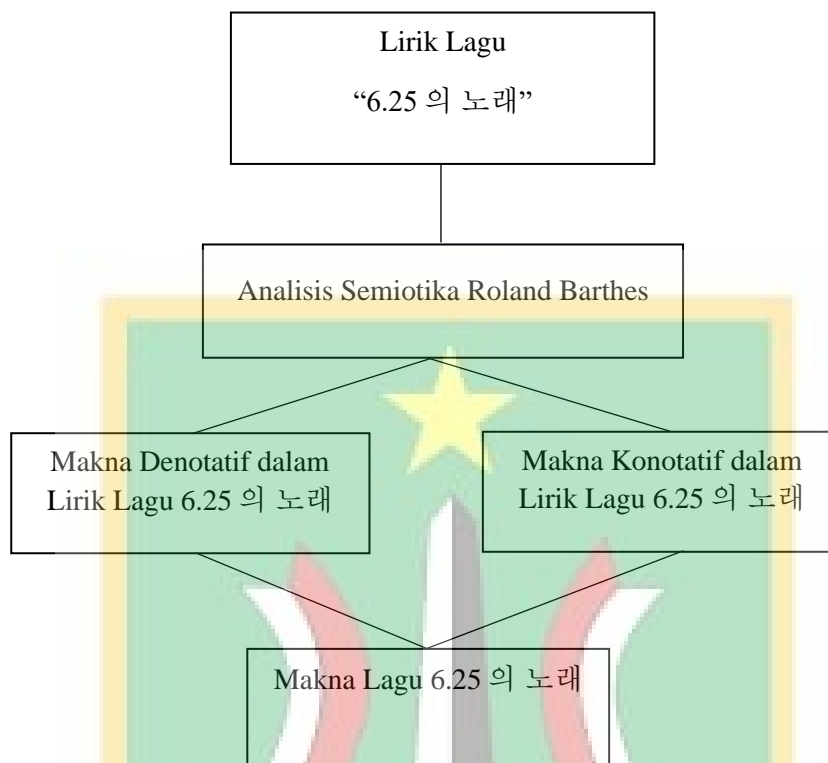 Lirik Lagu
“6.25 의 노래”
Analisis Semiotika Roland Barthes
Makna Denotatif dalam
Lirik Lagu 6.25 의 노래
Makna Konotatif dalam
Lirik Lagu 6.25 의 노래
Makna Lagu 6.25 의 노래